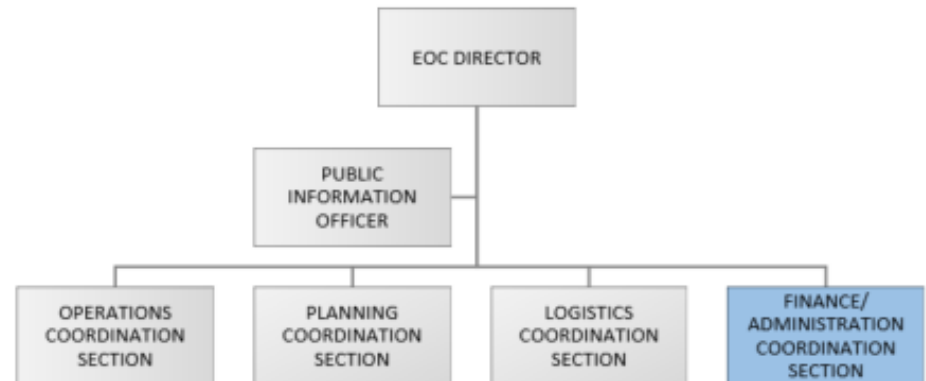 EOC DIRECTOR
PUBLIC
INFORMATION
OFFICER
OPERATIONS
COORDINATION
SECTION
PLANNING
COORDINATION
SECTION
LOGISTICS
COORDINATION
SECTION
FINANCE/
ADMINISTRATION
COORDINATION
SECTION